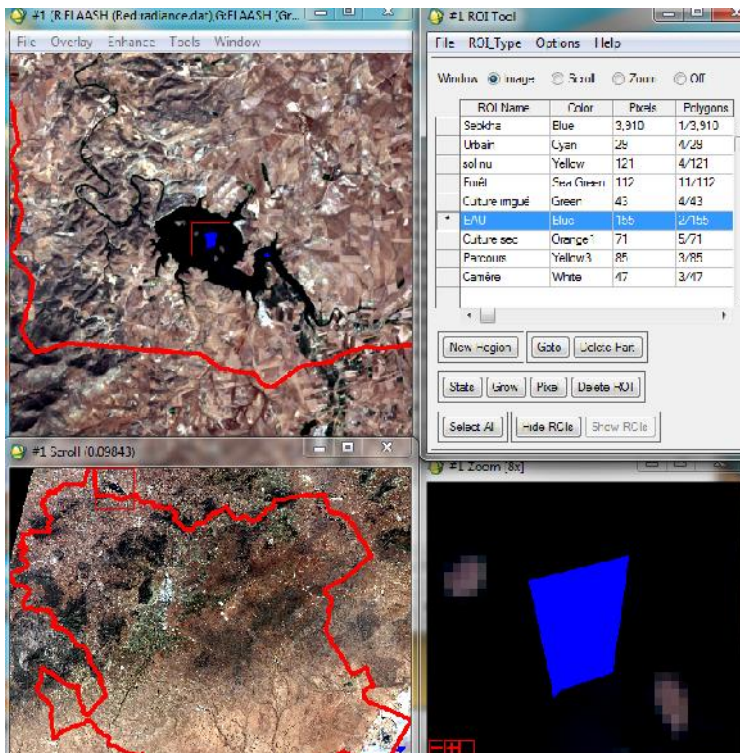 #1 (R:FLAASH (Red:radiance.dat),G:FLAASH (Gr...
File Overlay Enhance Tools Window
#1 ROI Tool
File ROI_Type Options Help
Window Image Scroll Zoom Off
ROI Name Color Pixels Polygons
Sebkha Blue 3,910 1/3,910
Urbain Cyan 29 4/29
sol nu Yellow 121 4/121
Forêt Sea Green 112 11/112
Culture irrigué Green 43 4/43
* EAU Blue 155 2/155
Culture sec Orange1 71 5/71
Parcours Yellow3 85 3/85
Carrière White 47 3/47
New Region Goto Delete Part
Stats Grow Pixel Delete ROI
Select All Hide ROIs Show ROIs
#1 Scroll (0.09843)
#1 Zoom [8x]